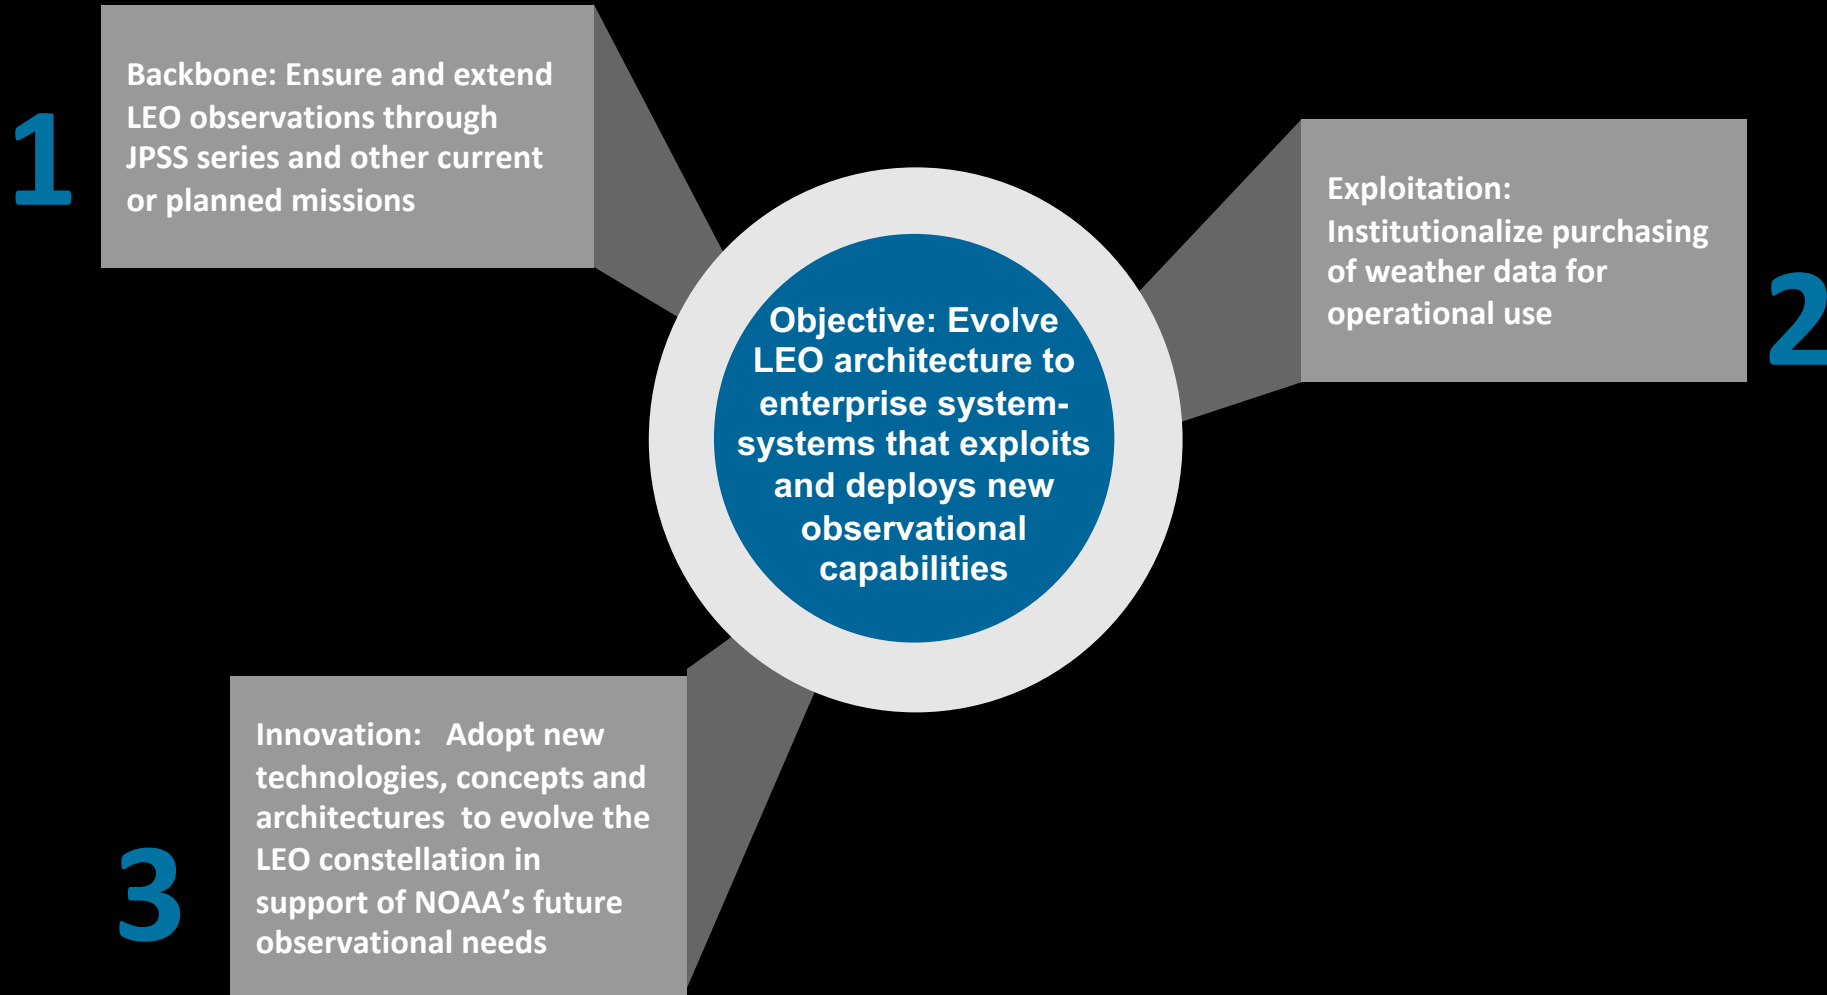 1
Backbone: Ensure and extend
LEO observations through
JPSS series and other current
or planned missions
Exploitation:
Institutionalize purchasing
of weather data for
operational use
2
Objective: Evolve
LEO architecture to
enterprise system-
systems that exploits
and deploys new
observational
capabilities
3
Innovation:   Adopt new
technologies, concepts and
architectures  to evolve the
LEO constellation in
support of NOAA’s future
observational needs